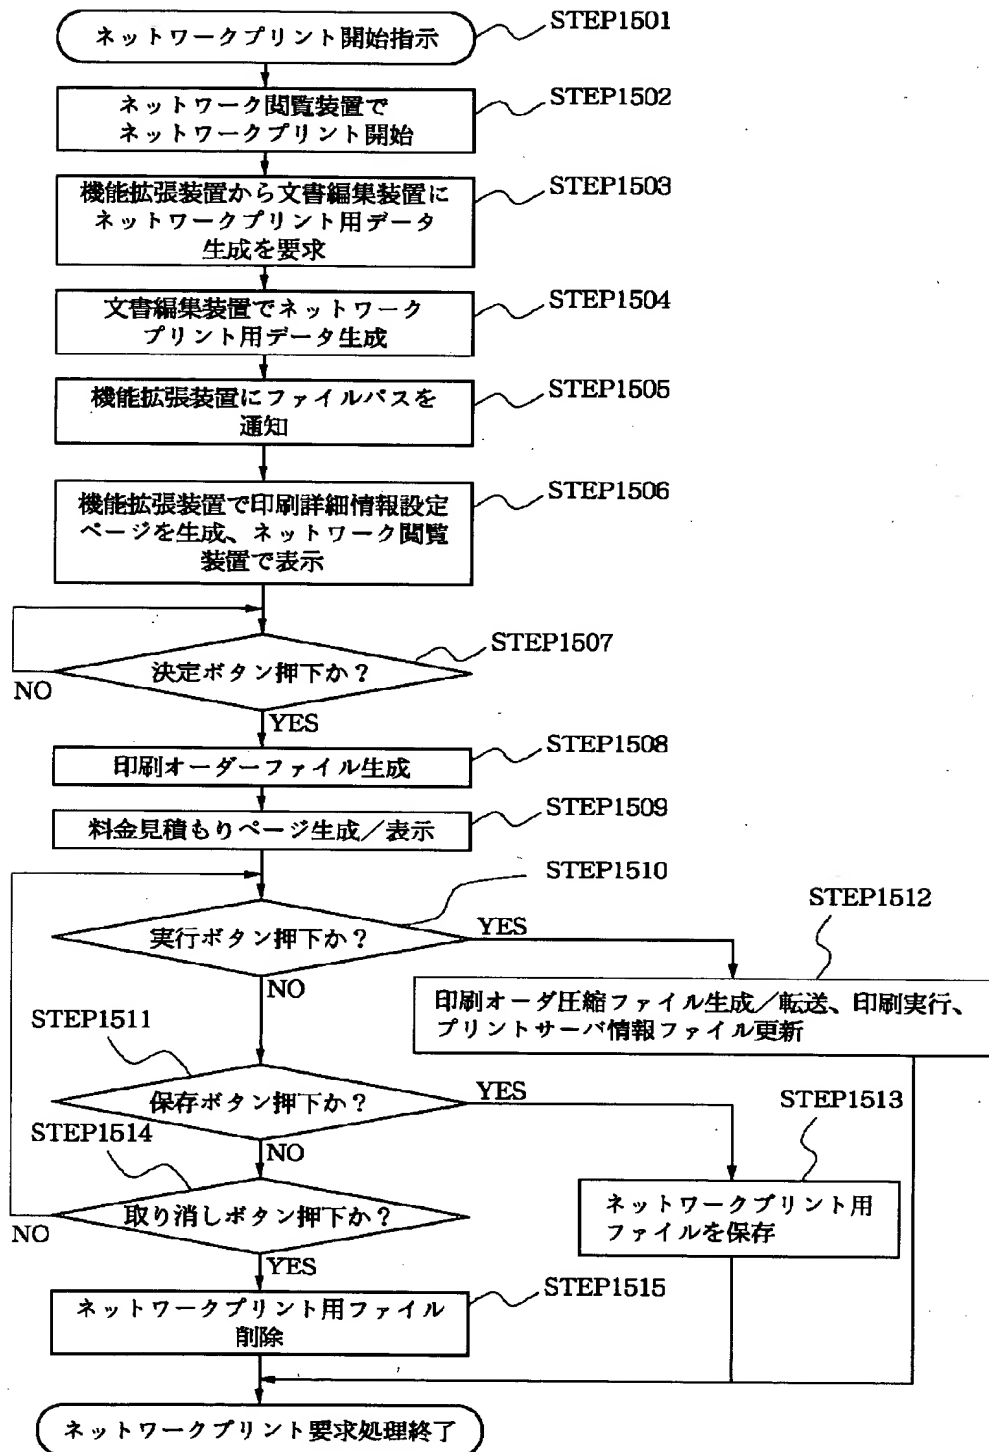 ネットワークプリント開始指示
STEP1501
ネットワーク閲覧装置で
ネットワークプリント開始
STEP1502
機能拡張装置から文書編集装置に
ネットワークプリント用データ
生成を要求
STEP1503
文書編集装置でネットワーク
プリント用データ生成
STEP1504
機能拡張装置にファイルパスを
通知
STEP1505
機能拡張装置で印刷詳細情報設定
ページを生成、ネットワーク閲覧
装置で表示
STEP1506
決定ボタン押下か？
STEP1507
NO
YES
印刷オーダーファイル生成
STEP1508
料金見積もりページ生成／表示
STEP1509
実行ボタン押下か？
STEP1510
YES
NO
STEP1512
印刷オーダ圧縮ファイル生成／転送、印刷実行、
プリントサーバ情報ファイル更新
STEP1511
保存ボタン押下か？
YES
NO
STEP1513
ネットワークプリント用
ファイルを保存
STEP1514
取り消しボタン押下か？
NO
YES
ネットワークプリント用ファイル
削除
STEP1515
ネットワークプリント要求処理終了